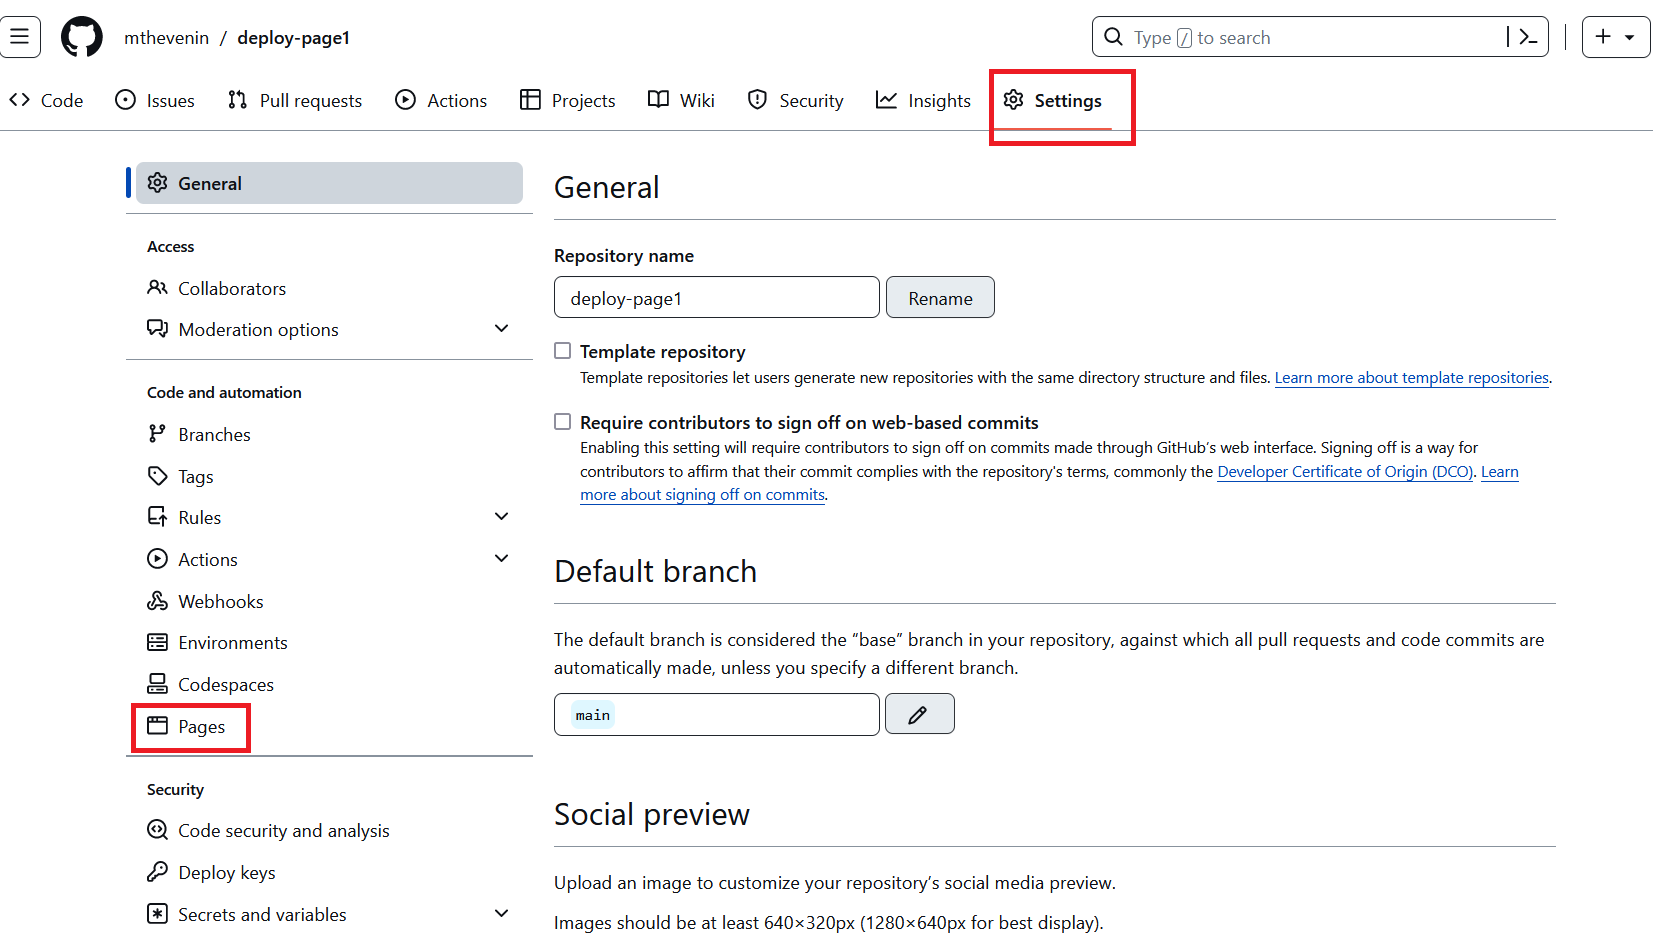 mthevenin / deploy-page1
Type / to search
Code Issues Pull requests Actions Projects Wiki Security Insights Settings
General
Access
Collaborators
Moderation options
Code and automation
Branches
Tags
Rules
Actions
Webhooks
Environments
Codespaces
Pages
Security
Code security and analysis
Deploy keys
Secrets and variables
General
Repository name
deploy-page1 Rename
Template repository
Template repositories let users generate new repositories with the same directory structure and files. Learn more about template repositories.
Require contributors to sign off on web-based commits
Enabling this setting will require contributors to sign off on commits made through GitHub’s web interface. Signing off is a way for
contributors to affirm that their commit complies with the repository's terms, commonly the Developer Certificate of Origin (DCO). Learn
more about signing off on commits.
Default branch
The default branch is considered the “base” branch in your repository, against which all pull requests and code commits are
automatically made, unless you specify a different branch.
main
Social preview
Upload an image to customize your repository’s social media preview.
Images should be at least 640×320px (1280×640px for best display).